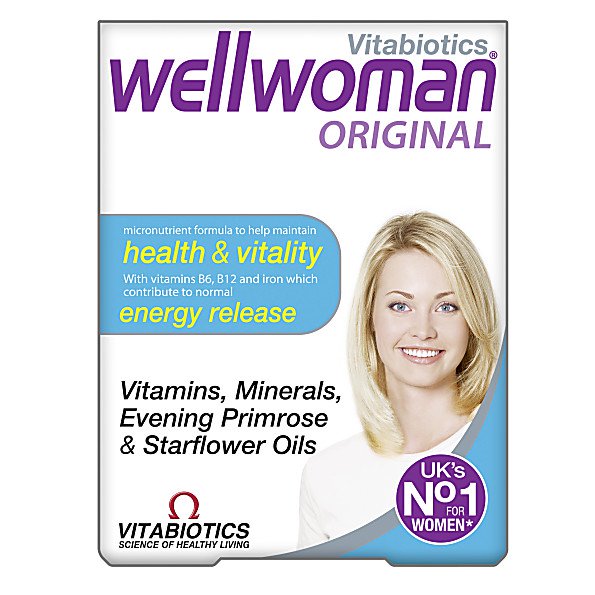 Vitabiotics
wellwoman®
ORIGINAL
micronutrient formula to help maintain
health & vitality
With vitamins B6, B12 and iron which
contribute to normal
energy release
Vitamins, Minerals,
Evening Primrose
& Starflower Oils
UK's
No1
FOR
WOMEN*
VITABIOTICS
SCIENCE OF HEALTHY LIVING